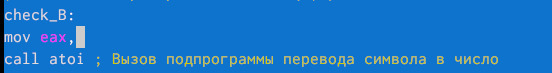 check_B:
mov eax,
call atoi ; Вызов подпрограммы перевода символа в число